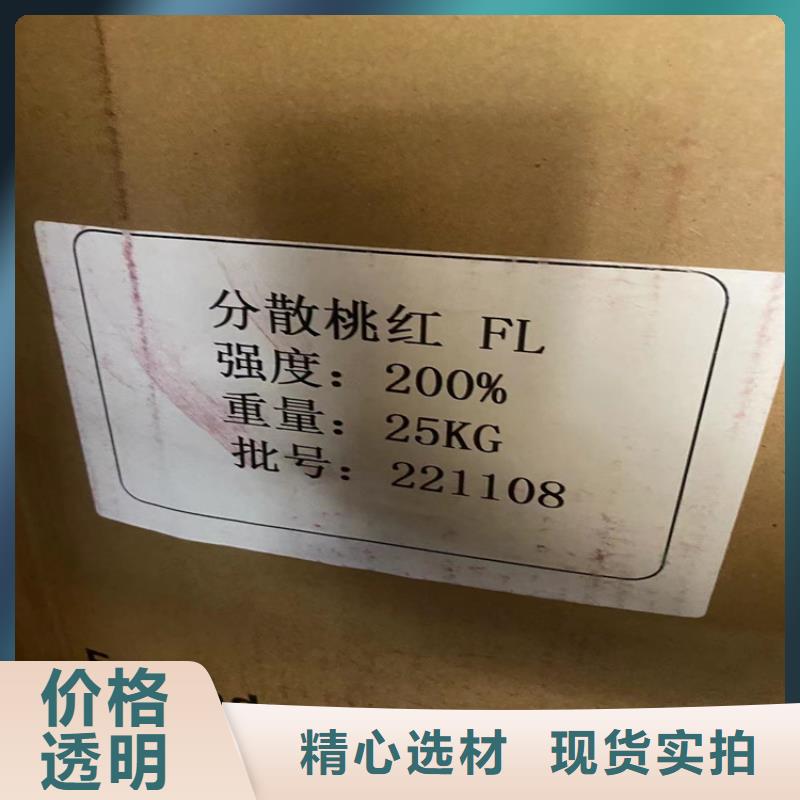 分散桃红 FL
强度：200%
重量：25KG
批号：221108
价格
透明
精心选材 现货实拍